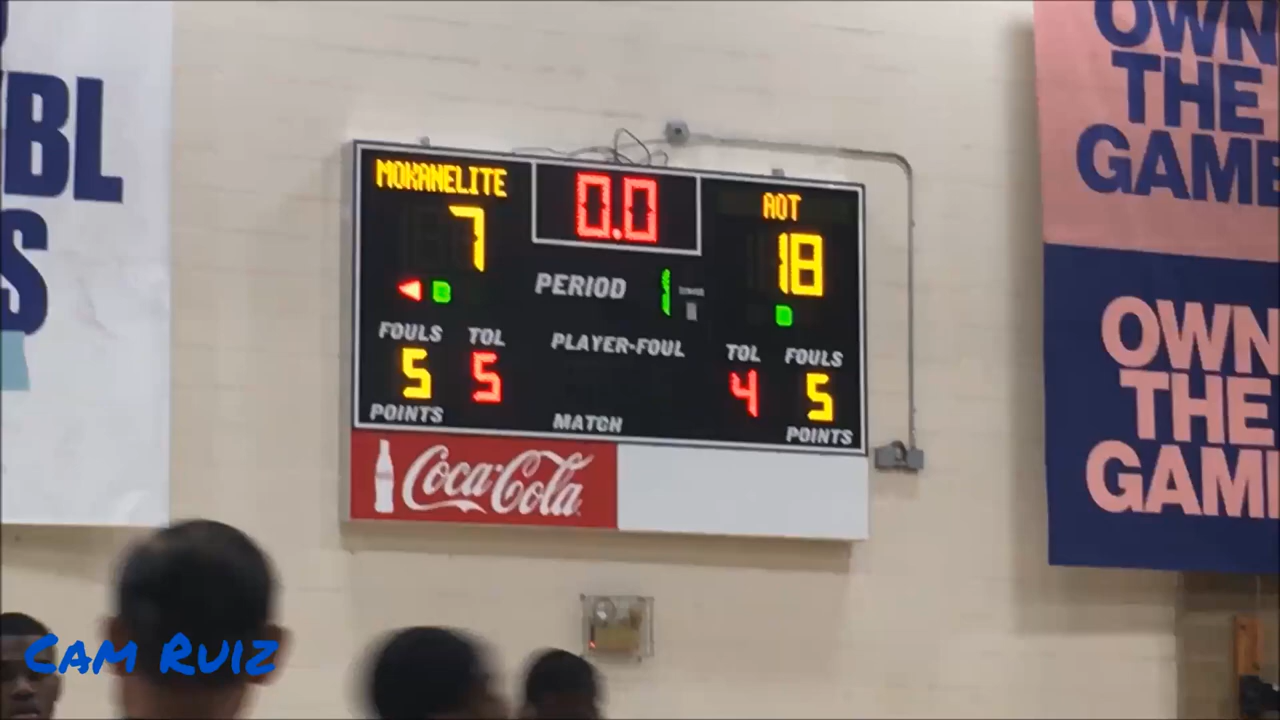 BL
S
MOKANELITE
0.0
AOT
7
18
PERIOD 1
FOULS TOL
PLAYER-FOUL
TOL FOULS
5 5
4 5
POINTS
MATCH
POINTS
Coca-Cola
OWN
THE
GAME
OWN
THE
GAM
CAM RUIZ